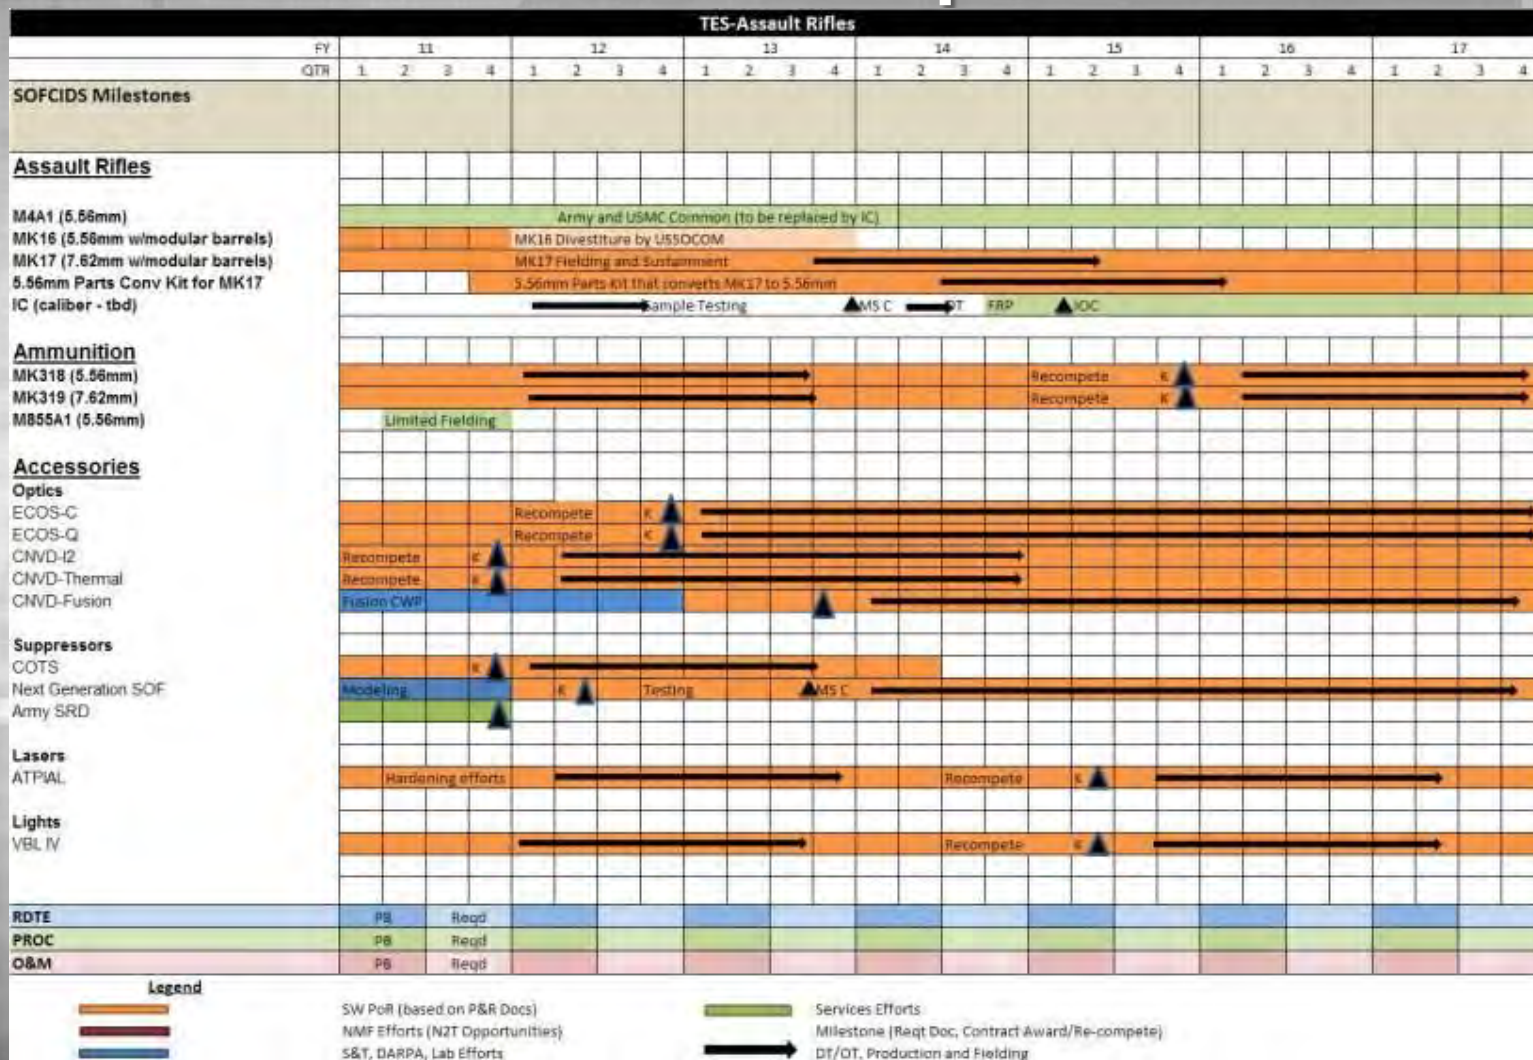 TES-Assault Rifles
FY 11 12 13 14 15 16 17
QTR 1 2 3 4 1 2 3 4 1 2 3 4 1 2 3 4 1 2 3 4 1 2 3 4 1 2 3 4
SOFCIDS Milestones
Assault Rifles
M4A1 (5.56mm) Army and USMC Common (to be replaced by IC)
MK16 (5.56mm w/modular barrels) MK16 Divestiture by USSOCOM
MK17 (7.62mm w/modular barrels) MK17 Fielding and Sustainment
5.56mm Parts Conv Kit for MK17 5.56mm Parts Kit that converts MK17 to 5.56mm
IC (caliber - tbd) Sample Testing MS C OT FRP IOC
Ammunition
MK318 (5.56mm) Recompete K
MK319 (7.62mm) Recompete K
M855A1 (5.56mm) Limited Fielding
Accessories
Optics
ECOS-C Recompete K
ECOS-Q Recompete K
CNVD-I2 Recompete K
CNVD-Thermal Recompete K
CNVD-Fusion Fusion CWP
Suppressors
COTS K
Next Generation SOF Modeling K Testing MS C
Army SRD
Lasers
ATPIAL Hardening efforts Recompete K
Lights
VBL IV Recompete K
RDTE PB Reqd
PROC PB Reqd
O&M PB Reqd
Legend
SW PoR (based on P&R Docs) Services Efforts
NMF Efforts (N2T Opportunities) Milestone (Reqt Doc, Contract Award/Re-compete)
S&T, DARPA, Lab Efforts DT/OT, Production and Fielding